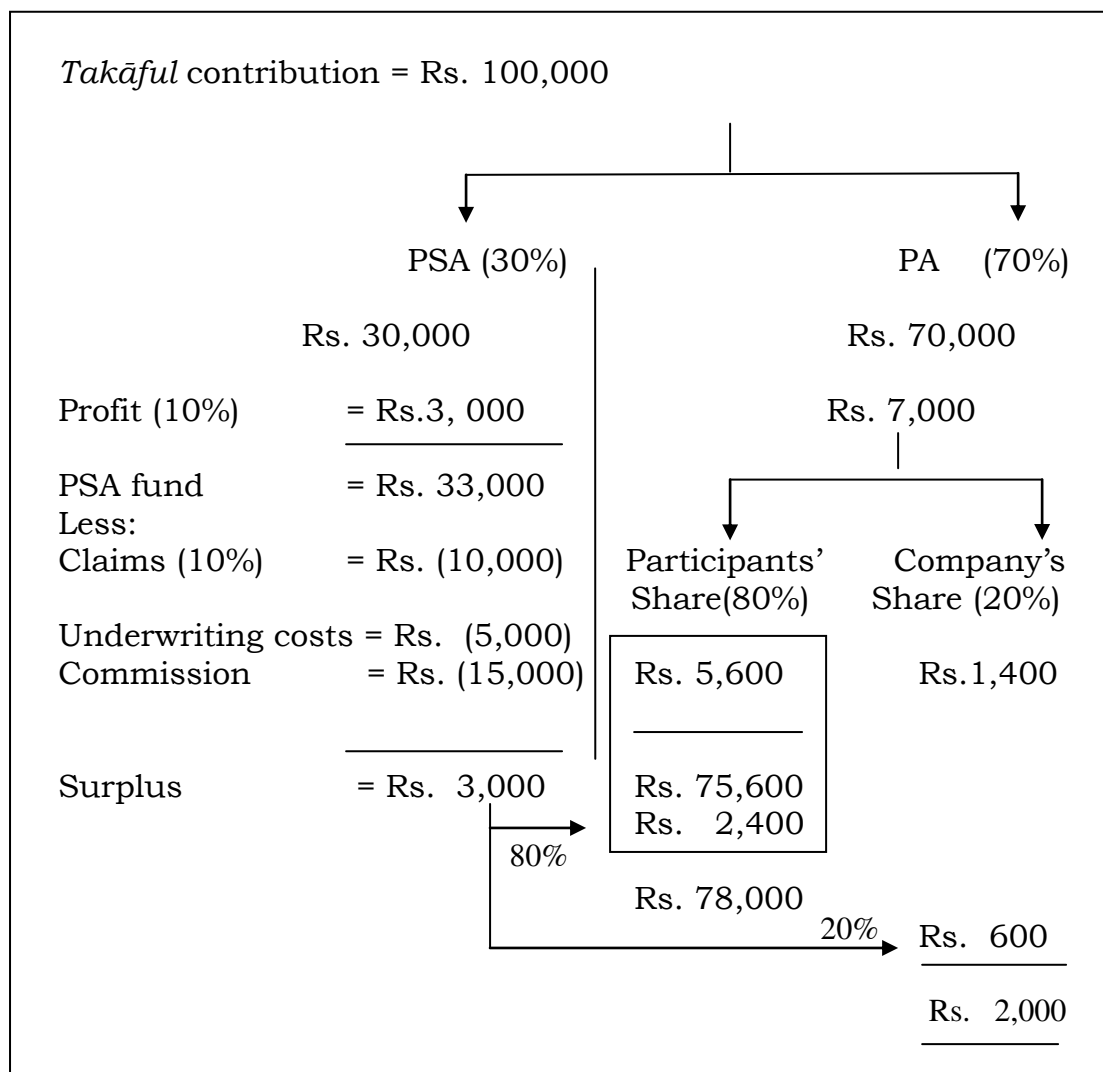 Takāful contribution = Rs. 100,000
PSA (30%) PA (70%)
Rs. 30,000 Rs. 70,000
Profit (10%) = Rs.3, 000 Rs. 7,000
PSA fund = Rs. 33,000
Less:
Claims (10%) = Rs. (10,000) Participants’ Company’s
Share(80%) Share (20%)
Underwriting costs = Rs. (5,000)
Commission = Rs. (15,000) Rs. 5,600 Rs.1,400
Surplus = Rs. 3,000 Rs. 75,600
Rs. 2,400
80%
Rs. 78,000
20% Rs. 600
Rs. 2,000